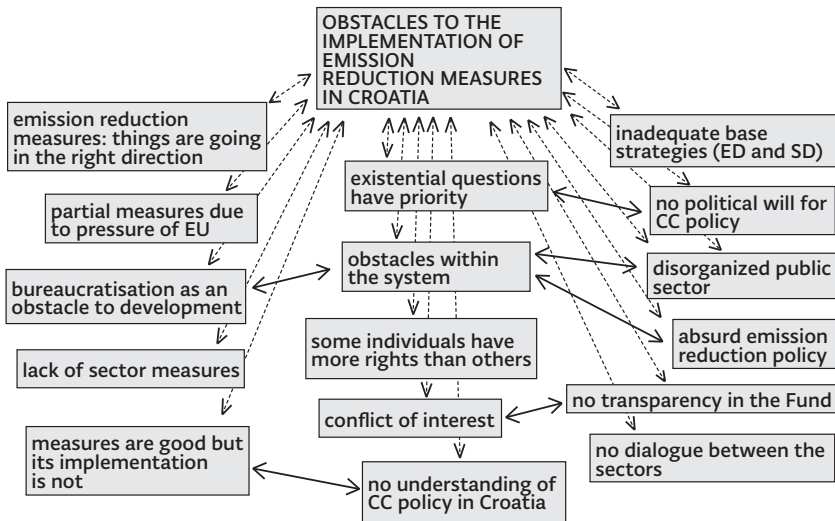 OBSTACLES TO THE
IMPLEMENTATION OF
EMISSION
REDUCTION MEASURES
IN CROATIA
emission reduction
measures: things are going
in the right direction
partial measures due
to pressure of EU
bureaucratisation as an
obstacle to development
lack of sector measures
measures are good but
its implementation
is not
existential questions
have priority
obstacles within
the system
some individuals have
more rights than others
conflict of interest
no understanding of
CC policy in Croatia
inadequate base
strategies (ED and SD)
no political will for
CC policy
disorganized public
sector
absurd emission
reduction policy
no transparency in the Fund
no dialogue between the
sectors